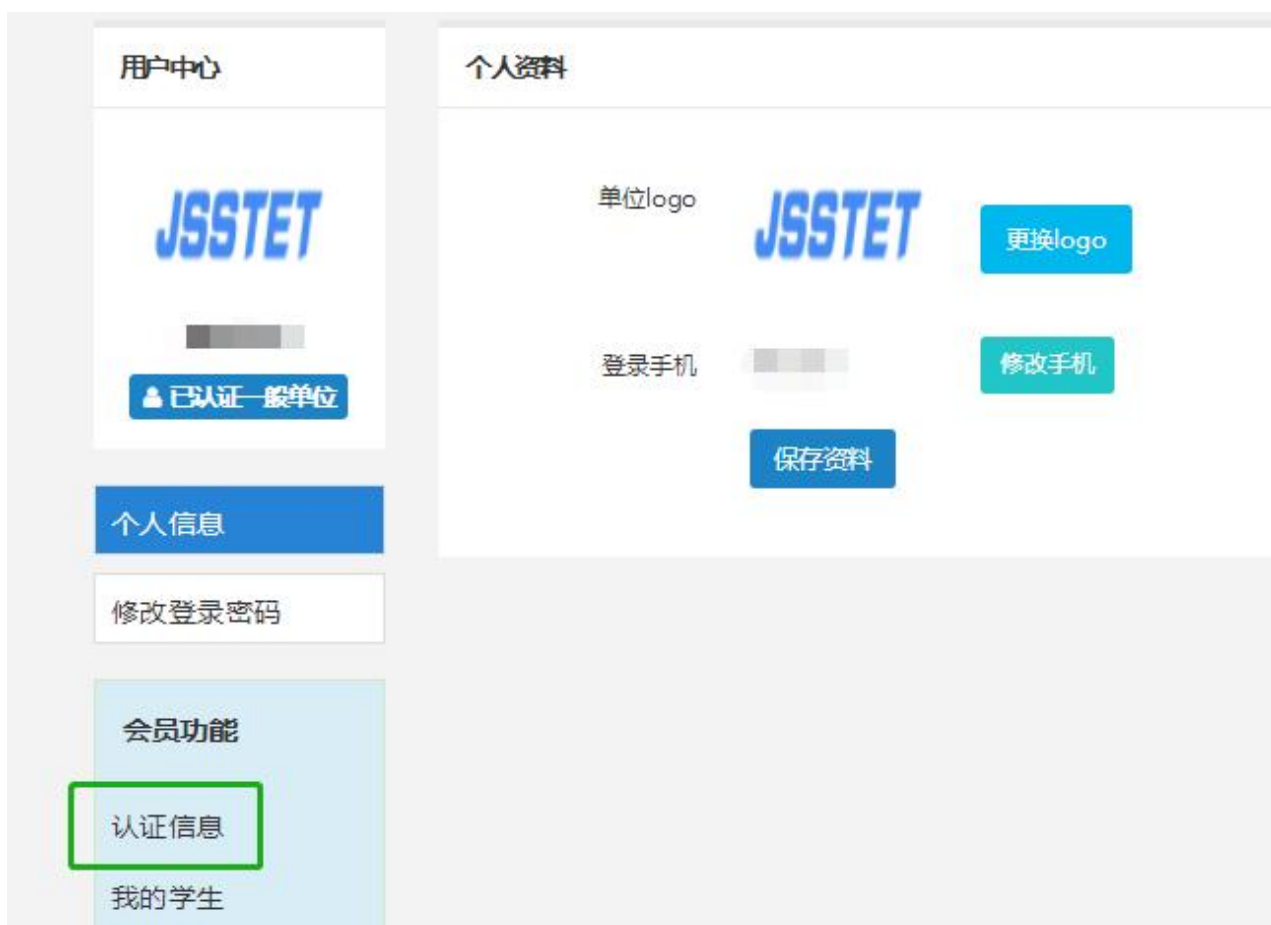 用户中心
JSSTET
已认证一般单位
个人信息
修改登录密码
会员功能
认证信息
我的学生
个人资料
单位logo
JSSTET
更换logo
登录手机
修改手机
保存资料